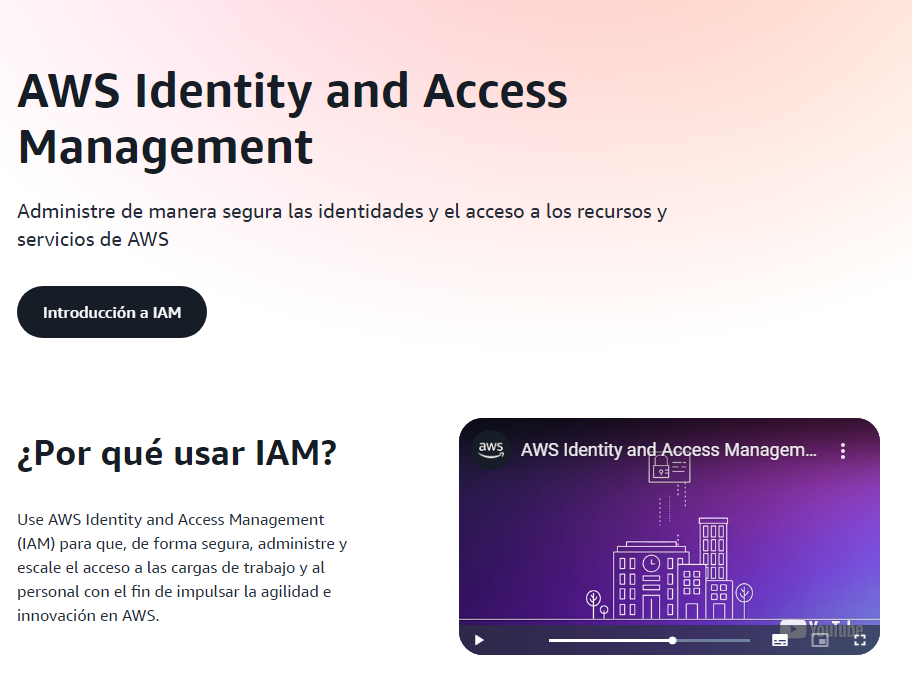 AWS Identity and Access
Management
Administre de manera segura las identidades y el acceso a los recursos y
servicios de AWS
Introducción a IAM
¿Por qué usar IAM?
Use AWS Identity and Access Management
(IAM) para que, de forma segura, administre y
escale el acceso a las cargas de trabajo y al
personal con el fin de impulsar la agilidad e
innovación en AWS.
aws
AWS Identity and Access Managem...
YouTube